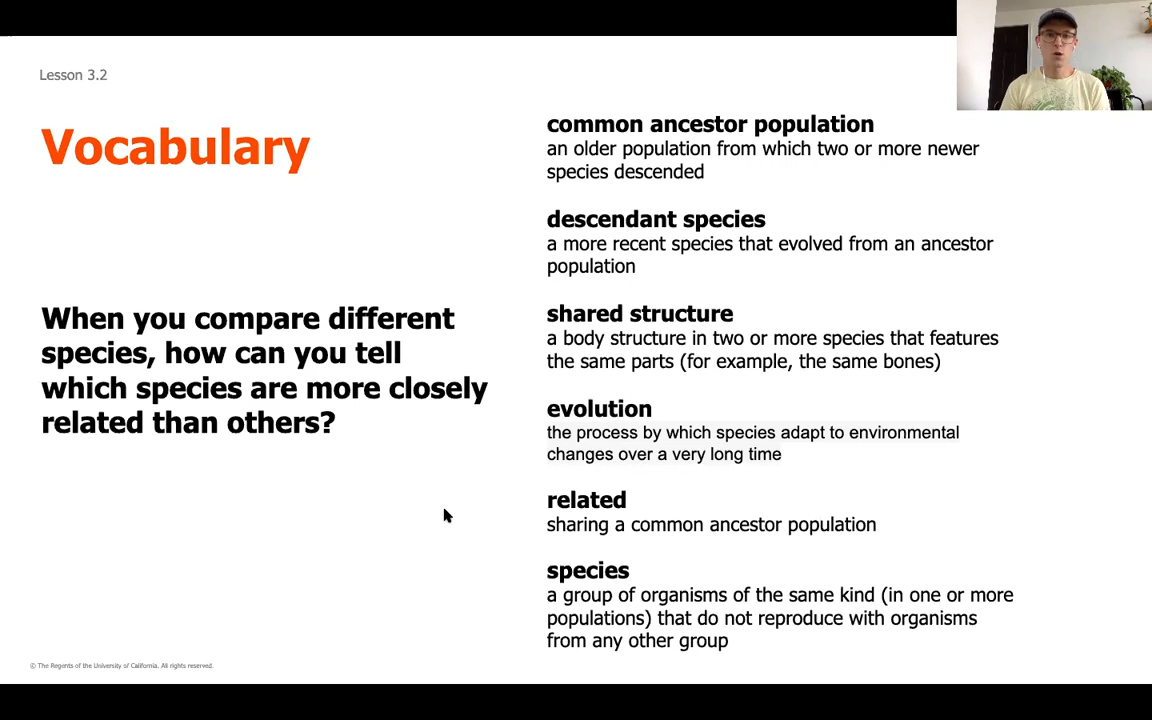 Lesson 3.2
Vocabulary
When you compare different
species, how can you tell
which species are more closely
related than others?
common ancestor population
an older population from which two or more newer
species descended
descendant species
a more recent species that evolved from an ancestor
population
shared structure
a body structure in two or more species that features
the same parts (for example, the same bones)
evolution
the process by which species adapt to environmental
changes over a very long time
related
sharing a common ancestor population
species
a group of organisms of the same kind (in one or more
populations) that do not reproduce with organisms
from any other group
© The Regents of the University of California. All rights reserved.